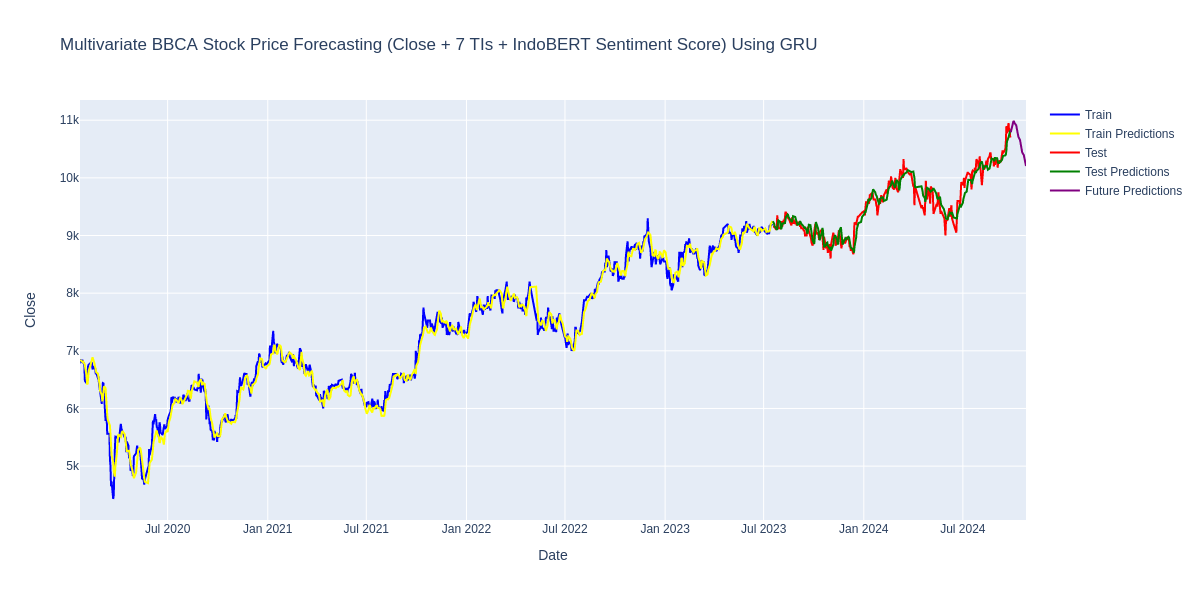 Multivariate BBCA Stock Price Forecasting (Close + 7 TIs + IndoBERT Sentiment Score) Using GRU
Close
11k
10k
9k
8k
7k
6k
5k
Jul 2020 Jan 2021 Jul 2021 Jan 2022 Jul 2022 Jan 2023 Jul 2023 Jan 2024 Jul 2024
Date
Train
Train Predictions
Test
Test Predictions
Future Predictions